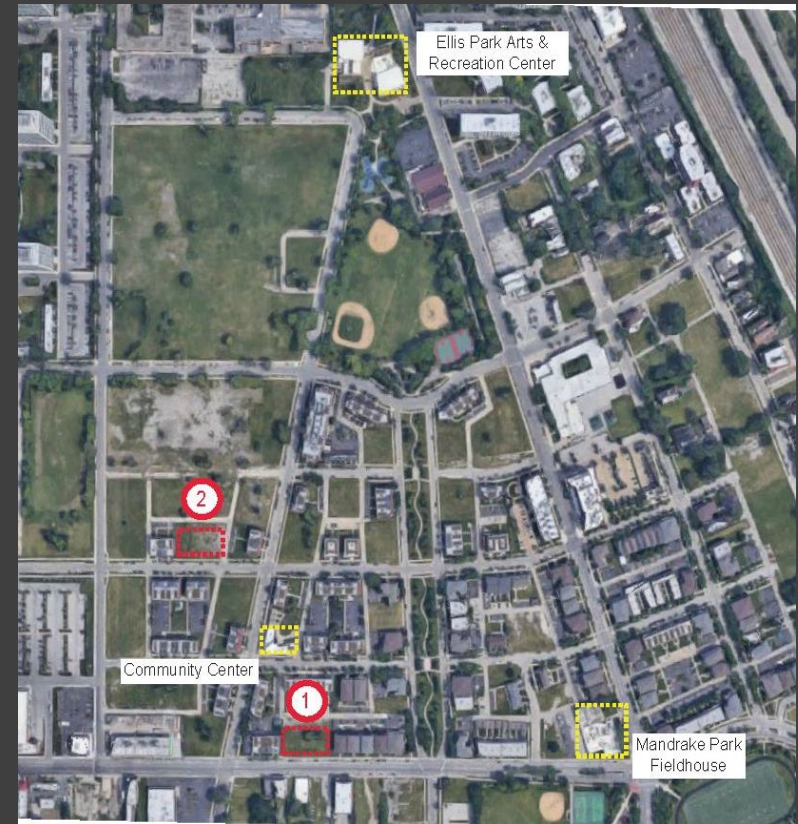 Ellis Park Arts &
Recreation Center
2
Community Center
1
Mandrake Park
Fieldhouse